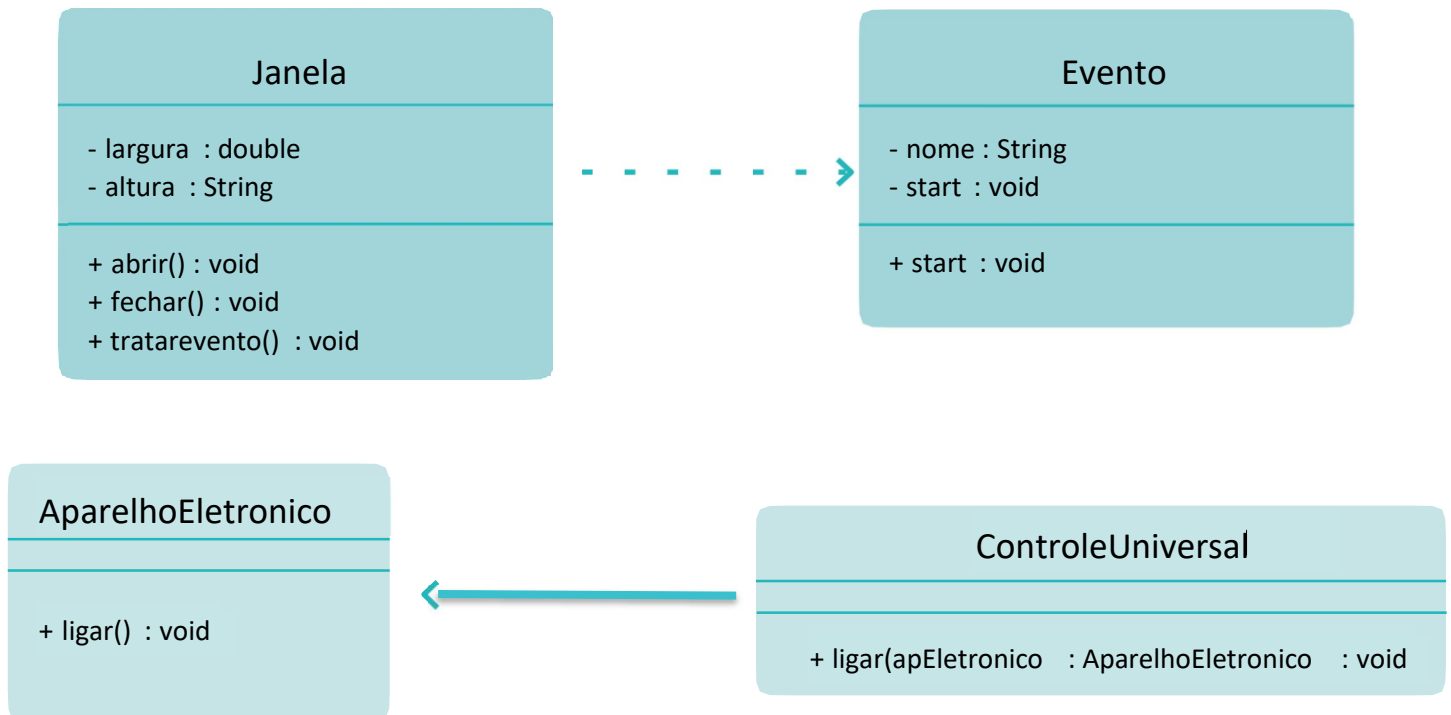 Janela
- largura : double
- altura : String
+ abrir() : void
+ fechar() : void
+ tratarevento() : void
Evento
- nome : String
- start : void
+ start : void
AparelhoEletronico
+ ligar() : void
ControleUniversal
+ ligar(apEletronico : AparelhoEletronico : void